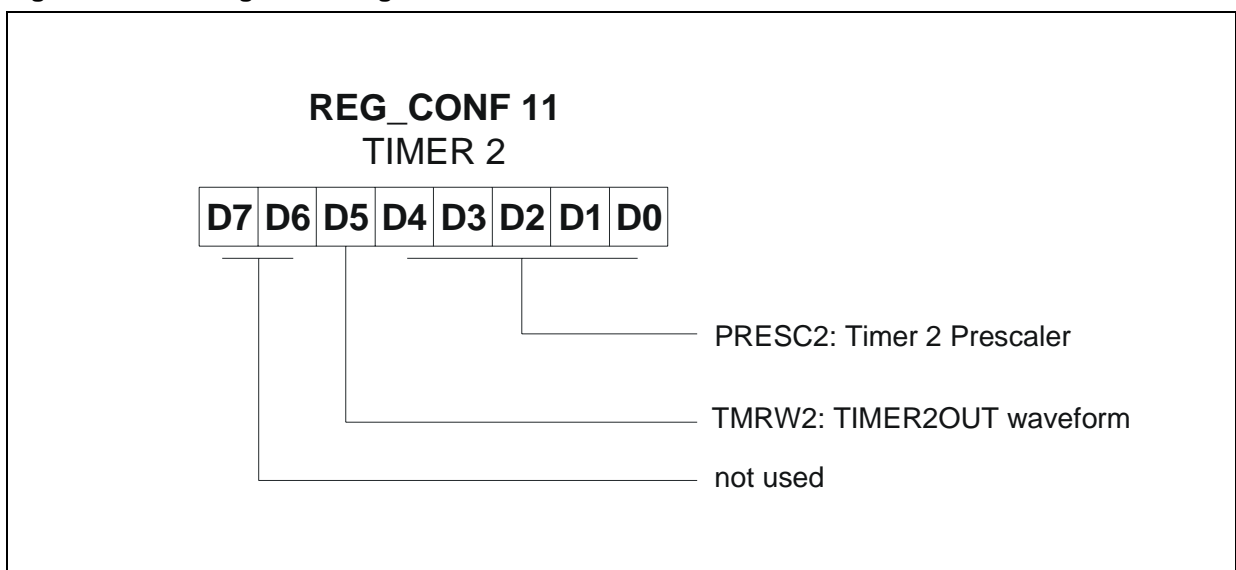 REG_CONF 11
TIMER 2
D7 D6 D5 D4 D3 D2 D1 D0
PRESC2: Timer 2 Prescaler
TMRW2: TIMER2OUT waveform
not used